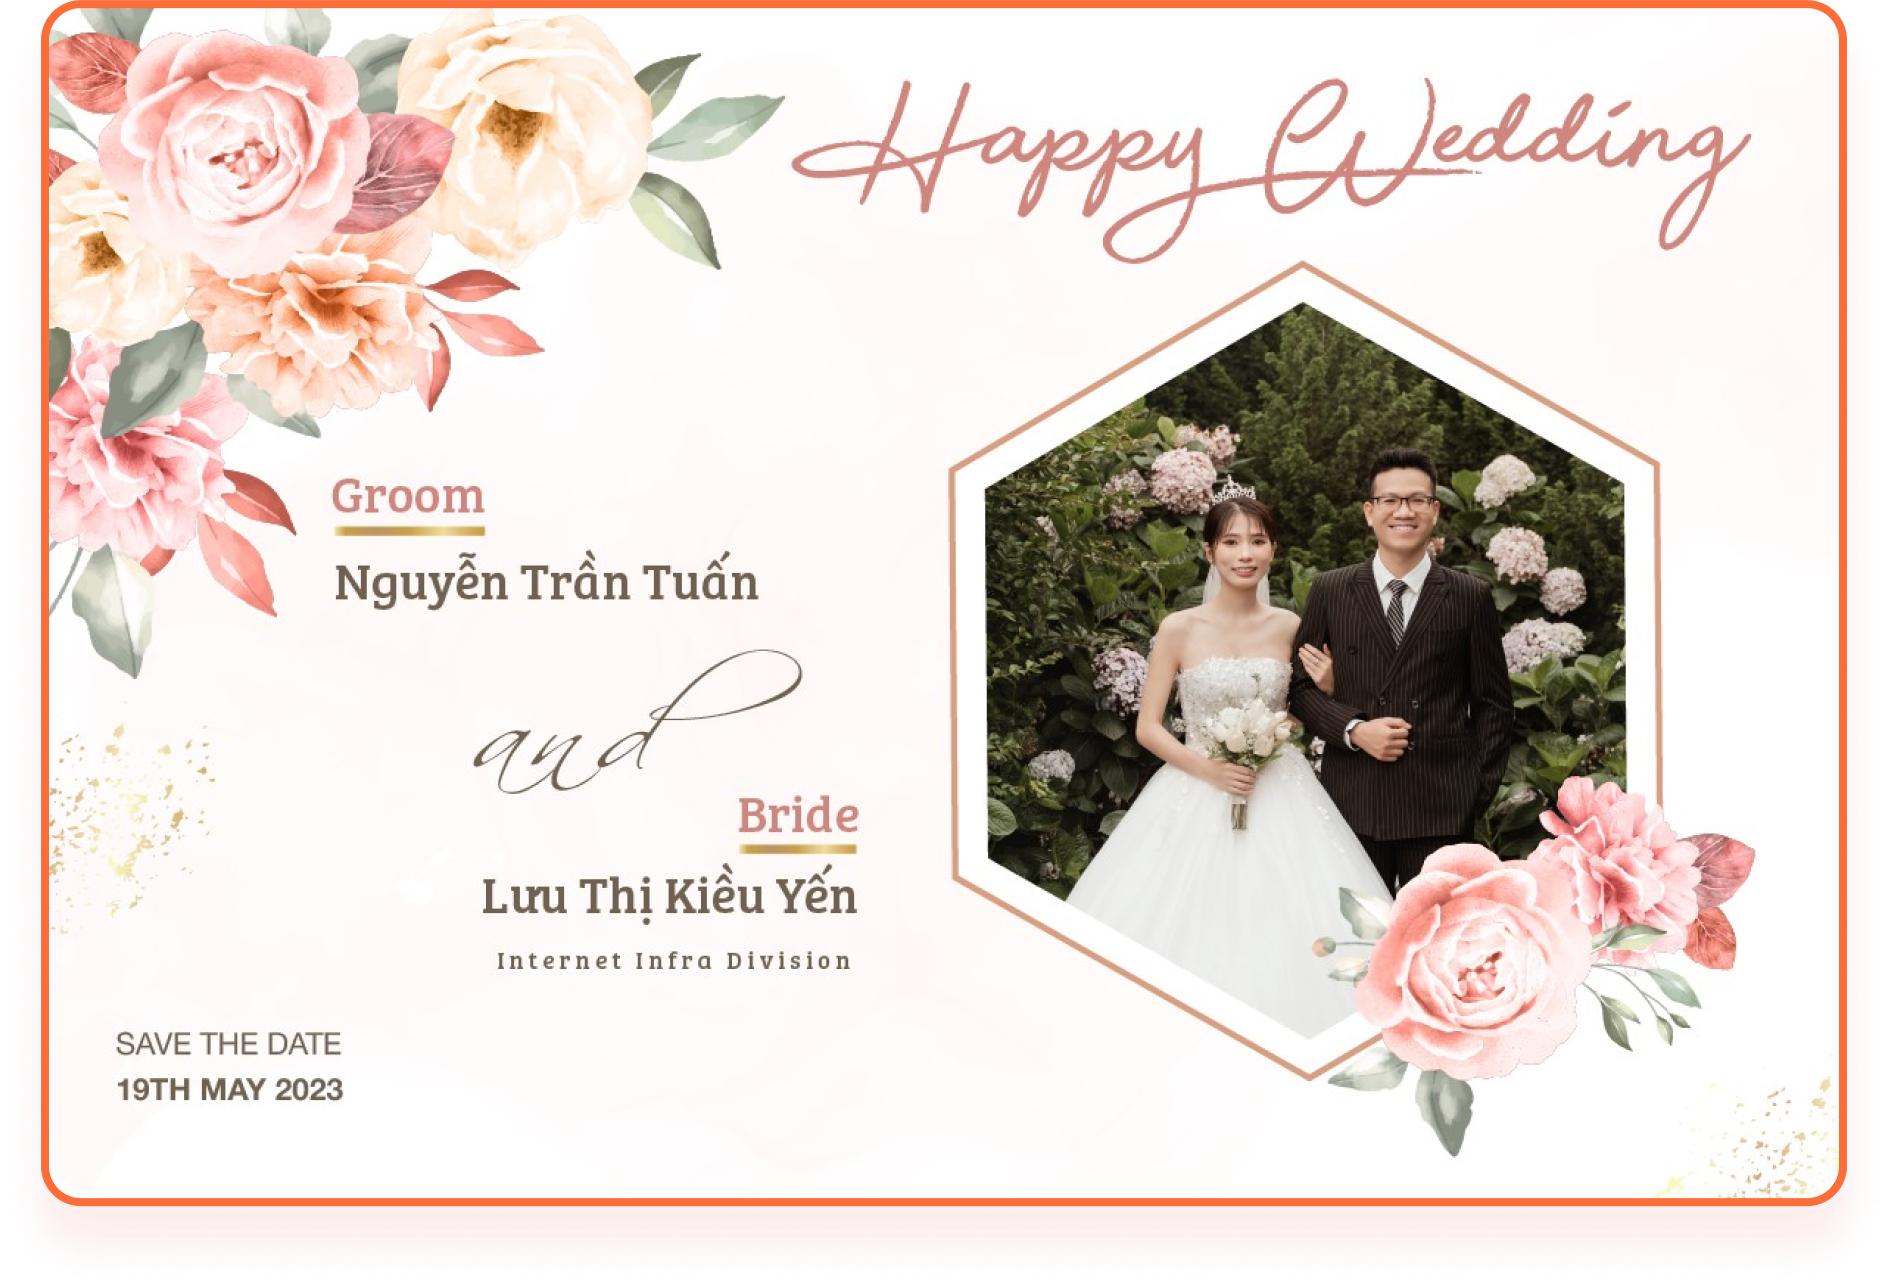 Happy Wedding
Groom
Nguyễn Trần Tuấn
and
Bride
Lưu Thị Kiều Yến
Internet Infra Division
SAVE THE DATE
19TH MAY 2023